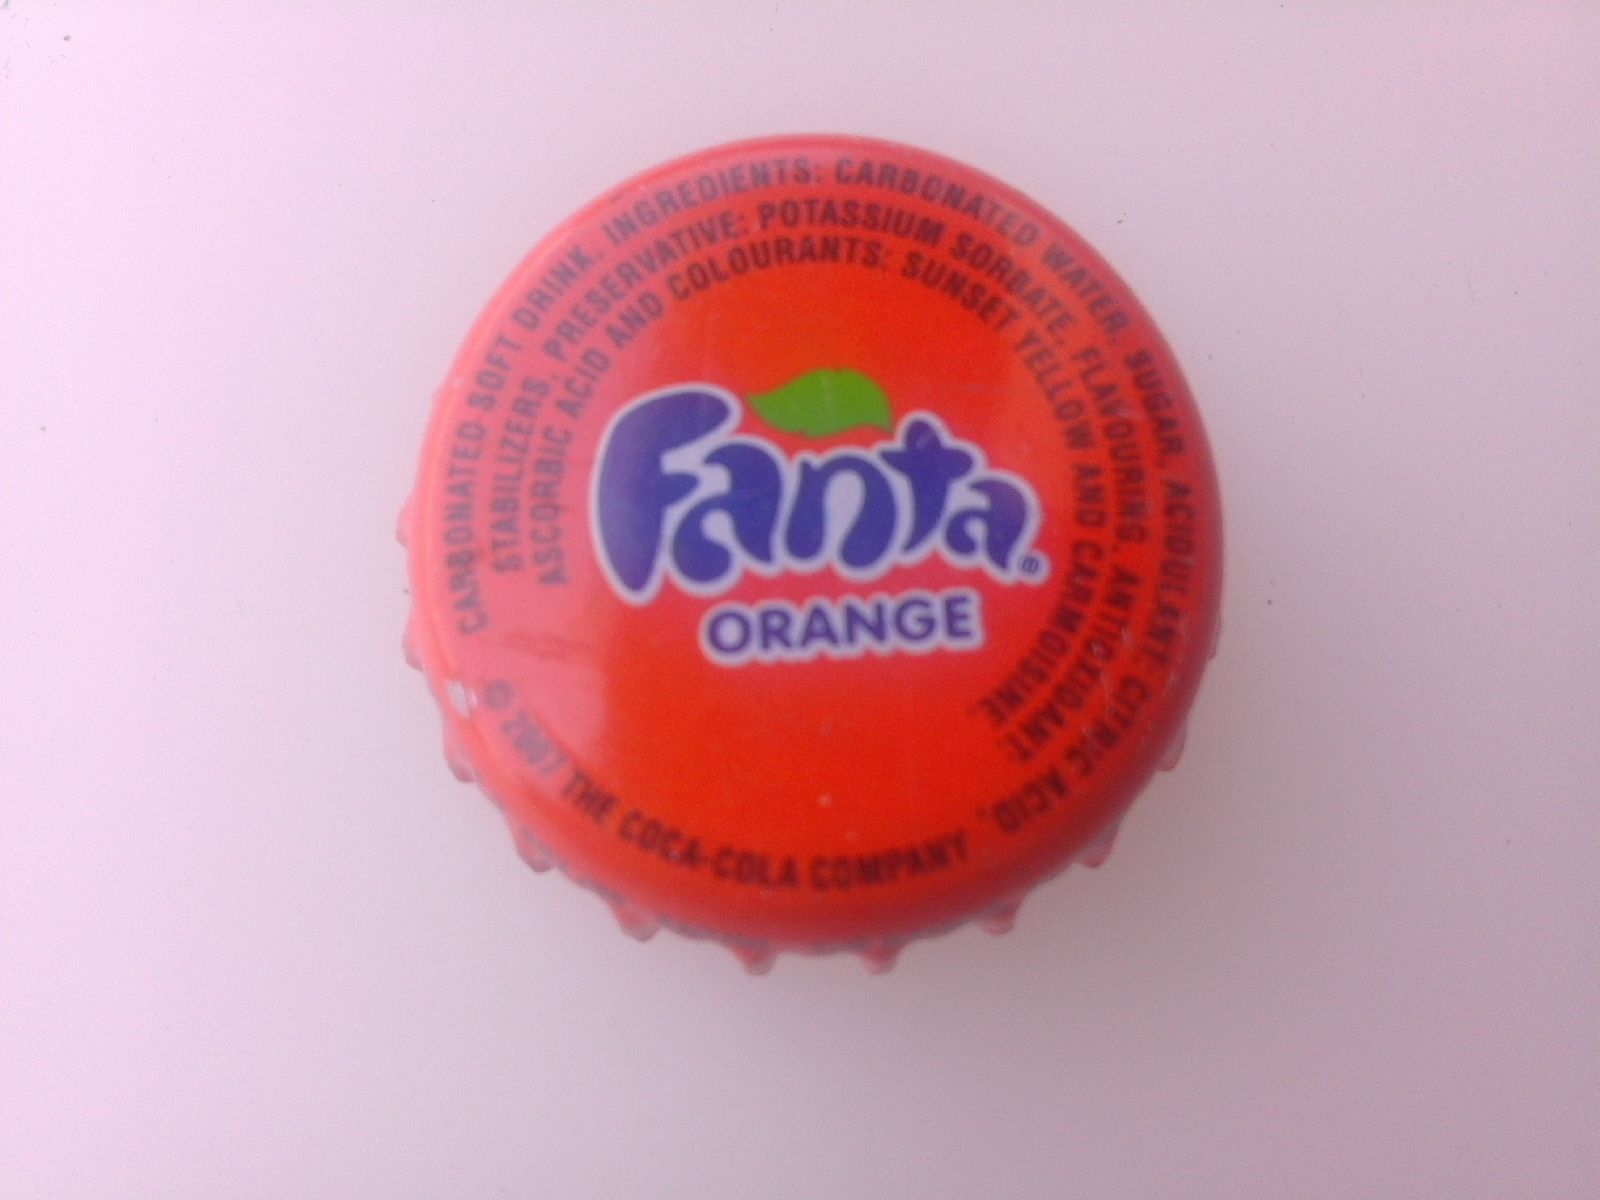 CARBONATED SOFT DRINK. INGREDIENTS: CARBONATED WATER, SUGAR, ACIDULANT: CITRIC ACID,
STABILIZERS, PRESERVATIVE: POTASSIUM SORBATE, FLAVOURING, ANTIOXIDANT:
ASCORBIC ACID AND COLOURANTS: SUNSET YELLOW AND CARMOISINE.
Fanta®
ORANGE
© 2007 THE COCA-COLA COMPANY